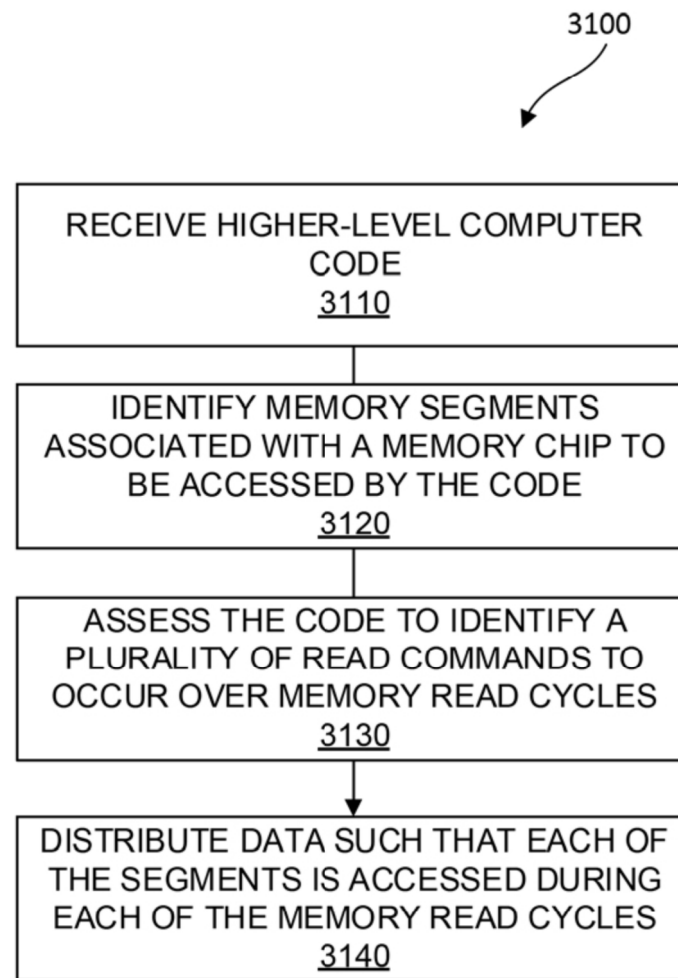 3100
RECEIVE HIGHER-LEVEL COMPUTER
CODE
3110
IDENTIFY MEMORY SEGMENTS
ASSOCIATED WITH A MEMORY CHIP TO
BE ACCESSED BY THE CODE
3120
ASSESS THE CODE TO IDENTIFY A
PLURALITY OF READ COMMANDS TO
OCCUR OVER MEMORY READ CYCLES
3130
DISTRIBUTE DATA SUCH THAT EACH OF
THE SEGMENTS IS ACCESSED DURING
EACH OF THE MEMORY READ CYCLES
3140